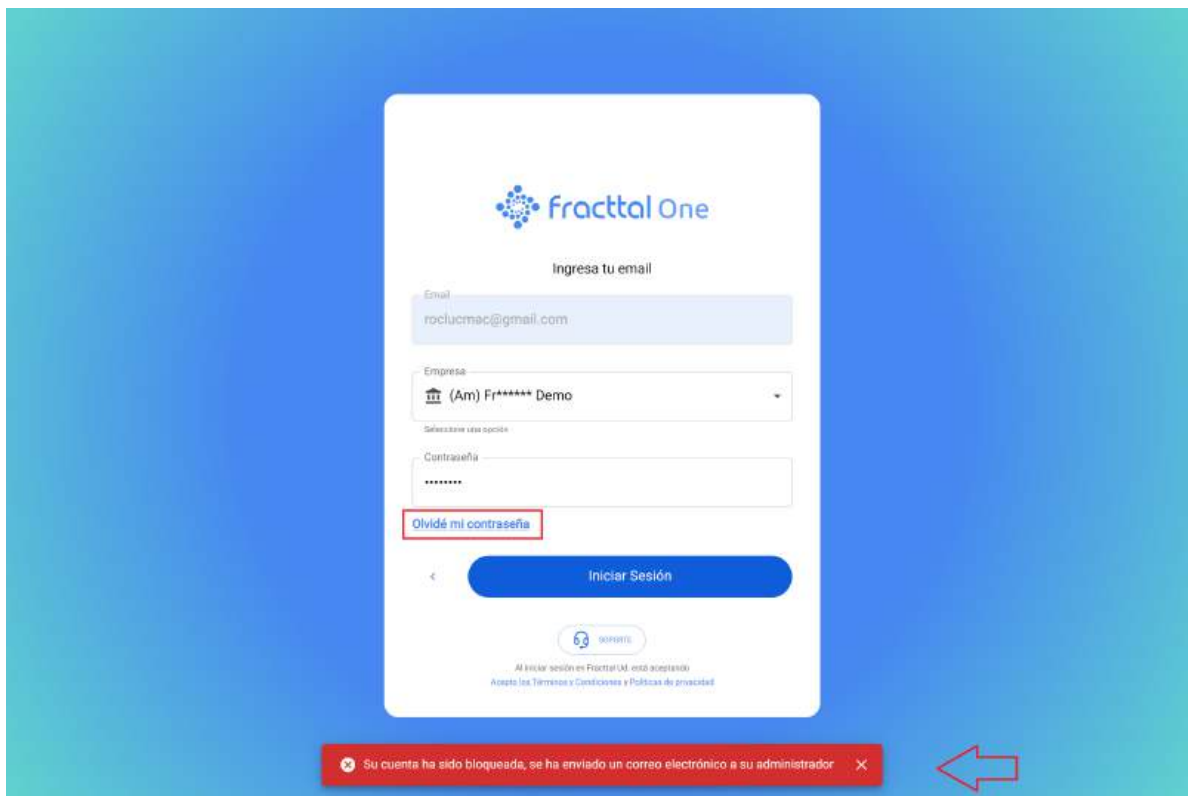 fracttal One
Ingresa tu email
Email
roclucmac@gmail.com
Empresa
(Am) Fr****** Demo
Seleccione una opción
Contraseña
••••••••
Olvidé mi contraseña
Iniciar Sesión
SOPORTE
Al iniciar sesión en Fracttal Ud. está aceptando
Acepto los Términos y Condiciones y Políticas de privacidad
Su cuenta ha sido bloqueada, se ha enviado un correo electrónico a su administrador